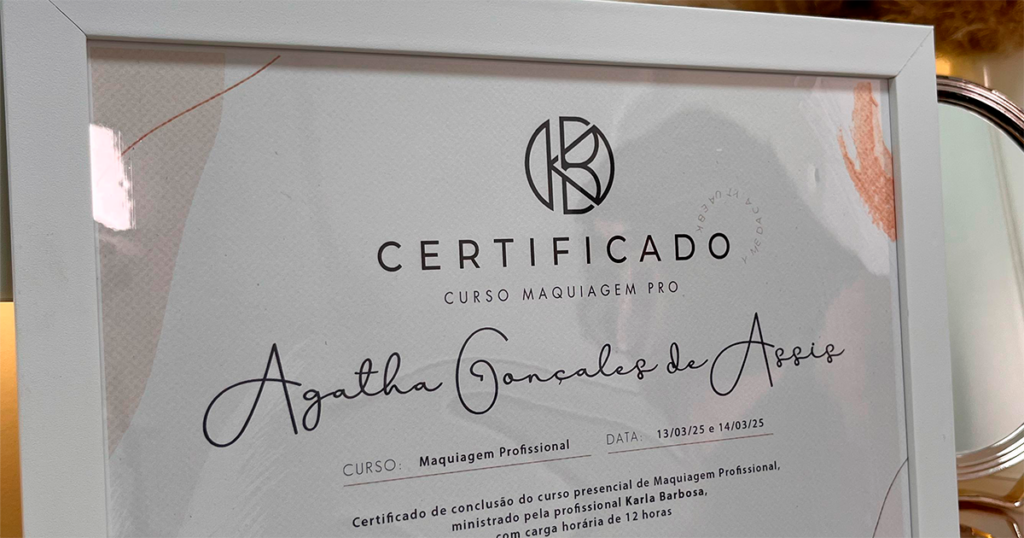 KB
CERTIFICADO
CURSO MAQUIAGEM PRO
Agatha Gonçales de Assis
CURSO: Maquiagem Profissional
DATA: 13/03/25 e 14/03/25
Certificado de conclusão do curso presencial de Maquiagem Profissional,
ministrado pela profissional Karla Barbosa,
com carga horária de 12 horas